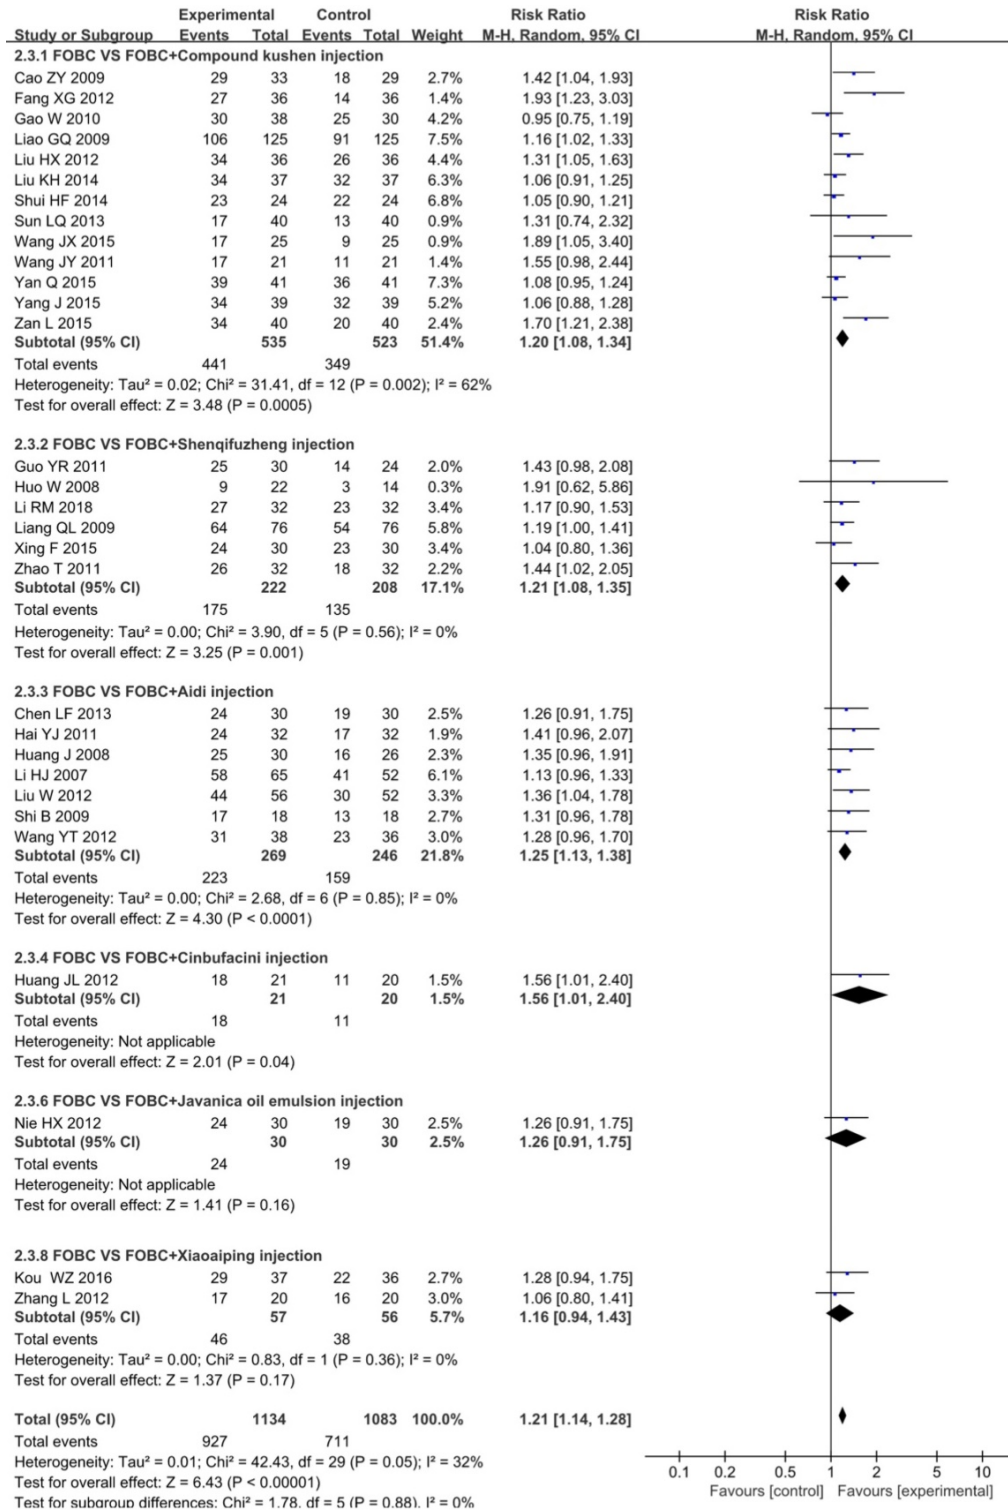 Experimental Control Risk Ratio Risk Ratio
Study or Subgroup Events Total Events Total Weight M-H, Random, 95% CI M-H, Random, 95% CI
2.3.1 FOBC VS FOBC+Compound kushen injection
Cao ZY 2009 29 33 18 29 2.7% 1.42 [1.04, 1.93]
Fang XG 2012 27 36 14 36 1.4% 1.93 [1.23, 3.03]
Gao W 2010 30 38 25 30 4.2% 0.95 [0.75, 1.19]
Liao GQ 2009 106 125 91 125 7.5% 1.16 [1.02, 1.33]
Liu HX 2012 34 36 26 36 4.4% 1.31 [1.05, 1.63]
Liu KH 2014 34 37 32 37 6.3% 1.06 [0.91, 1.25]
Shui HF 2014 23 24 22 24 6.8% 1.05 [0.90, 1.21]
Sun LQ 2013 17 40 13 40 0.9% 1.31 [0.74, 2.32]
Wang JX 2015 17 25 9 25 0.9% 1.89 [1.05, 3.40]
Wang JY 2011 17 21 11 21 1.4% 1.55 [0.98, 2.44]
Yan Q 2015 39 41 36 41 8.0% 1.08 [0.95, 1.24]
Yang J 2015 34 39 32 39 5.2% 1.06 [0.88, 1.28]
Zan L 2015 34 40 20 40 2.4% 1.70 [1.21, 2.38]
Subtotal (95% CI) 535 523 51.4% 1.20 [1.08, 1.34]
Total events 441 349
Heterogeneity: Tau² = 0.02; Chi² = 31.41, df = 12 (P = 0.002); I² = 62%
Test for overall effect: Z = 3.48 (P = 0.0005)
2.3.2 FOBC VS FOBC+Shenqifuzheng injection
Guo YR 2011 25 30 14 24 2.0% 1.43 [0.98, 2.08]
Huo W 2008 9 22 3 14 0.3% 1.91 [0.62, 5.86]
Li RM 2018 27 32 23 32 3.4% 1.17 [0.90, 1.53]
Liang QL 2009 64 76 54 76 5.8% 1.19 [1.00, 1.41]
Xing F 2015 24 30 23 30 3.4% 1.04 [0.80, 1.36]
Zhao T 2011 26 32 18 32 2.2% 1.44 [1.02, 2.05]
Subtotal (95% CI) 222 208 17.1% 1.21 [1.08, 1.35]
Total events 175 135
Heterogeneity: Tau² = 0.00; Chi² = 3.90, df = 5 (P = 0.56); I² = 0%
Test for overall effect: Z = 3.25 (P = 0.001)
2.3.3 FOBC VS FOBC+Aidi injection
Chen LF 2013 24 30 19 30 2.5% 1.26 [0.91, 1.75]
Hai YJ 2011 24 32 17 32 1.9% 1.41 [0.96, 2.07]
Huang J 2008 25 30 16 26 2.3% 1.35 [0.96, 1.91]
Li HJ 2007 58 65 41 52 6.1% 1.13 [0.96, 1.33]
Liu W 2012 44 56 30 52 3.3% 1.36 [1.04, 1.78]
Shi B 2009 17 18 13 18 2.7% 1.31 [0.96, 1.78]
Wang YT 2012 31 38 23 36 3.0% 1.28 [0.96, 1.70]
Subtotal (95% CI) 269 246 21.8% 1.25 [1.13, 1.38]
Total events 223 159
Heterogeneity: Tau² = 0.00; Chi² = 2.68, df = 6 (P = 0.85); I² = 0%
Test for overall effect: Z = 4.30 (P < 0.0001)
2.3.4 FOBC VS FOBC+Cinbufacini injection
Huang JL 2012 18 21 11 20 1.5% 1.56 [1.01, 2.40]
Subtotal (95% CI) 21 20 1.5% 1.56 [1.01, 2.40]
Total events 18 11
Heterogeneity: Not applicable
Test for overall effect: Z = 2.01 (P = 0.04)
2.3.6 FOBC VS FOBC+Javanica oil emulsion injection
Nie HX 2012 24 30 19 30 2.5% 1.26 [0.91, 1.75]
Subtotal (95% CI) 30 30 2.5% 1.26 [0.91, 1.75]
Total events 24 19
Heterogeneity: Not applicable
Test for overall effect: Z = 1.41 (P = 0.16)
2.3.8 FOBC VS FOBC+Xiaoaiping injection
Kou WZ 2016 29 37 22 36 2.7% 1.28 [0.94, 1.75]
Zhang L 2012 17 20 16 20 3.0% 1.06 [0.80, 1.41]
Subtotal (95% CI) 57 56 5.7% 1.16 [0.94, 1.43]
Total events 46 38
Heterogeneity: Tau² = 0.00; Chi² = 0.83, df = 1 (P = 0.36); I² = 0%
Test for overall effect: Z = 1.37 (P = 0.17)
Total (95% CI) 1134 1083 100.0% 1.21 [1.14, 1.28]
Total events 927 711
Heterogeneity: Tau² = 0.01; Chi² = 42.43, df = 29 (P = 0.05); I² = 32%
Test for overall effect: Z = 6.43 (P < 0.00001)
Test for subgroup differences: Chi² = 1.78, df = 5 (P = 0.88), I² = 0%
0.1 0.2 0.5 1 2 5 10
Favours [control] Favours [experimental]